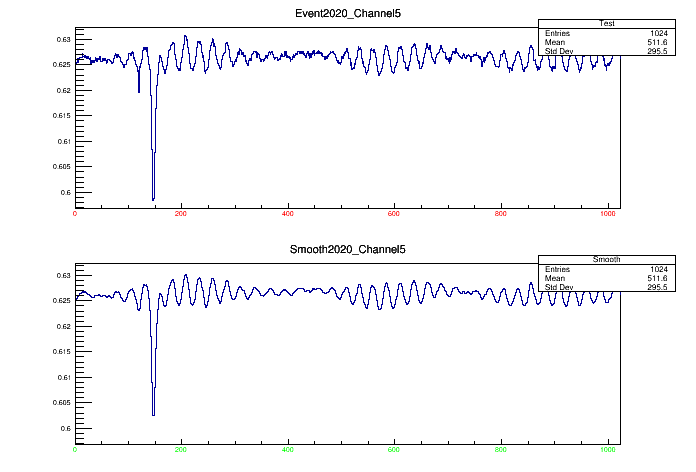 Event2020_Channel5
Test
Entries 1024
Mean 511.6
Std Dev 295.5
0.63
0.625
0.62
0.615
0.61
0.605
0.6
0 200 400 600 800 1000
Smooth2020_Channel5
Smooth
Entries 1024
Mean 511.6
Std Dev 295.5
0.63
0.625
0.62
0.615
0.61
0.605
0.6
0 200 400 600 800 1000